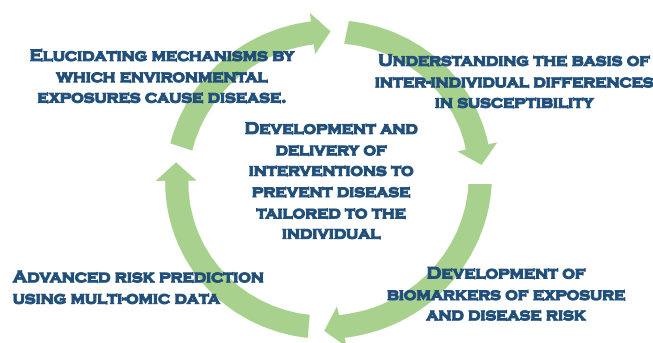 Elucidating mechanisms by
which environmental
exposures cause disease.
Understanding the basis of
inter-individual differences
in susceptibility
Development and
delivery of
interventions to
prevent disease
tailored to the
individual
Advanced risk prediction
using multi-omic data
Development of
biomarkers of exposure
and disease risk